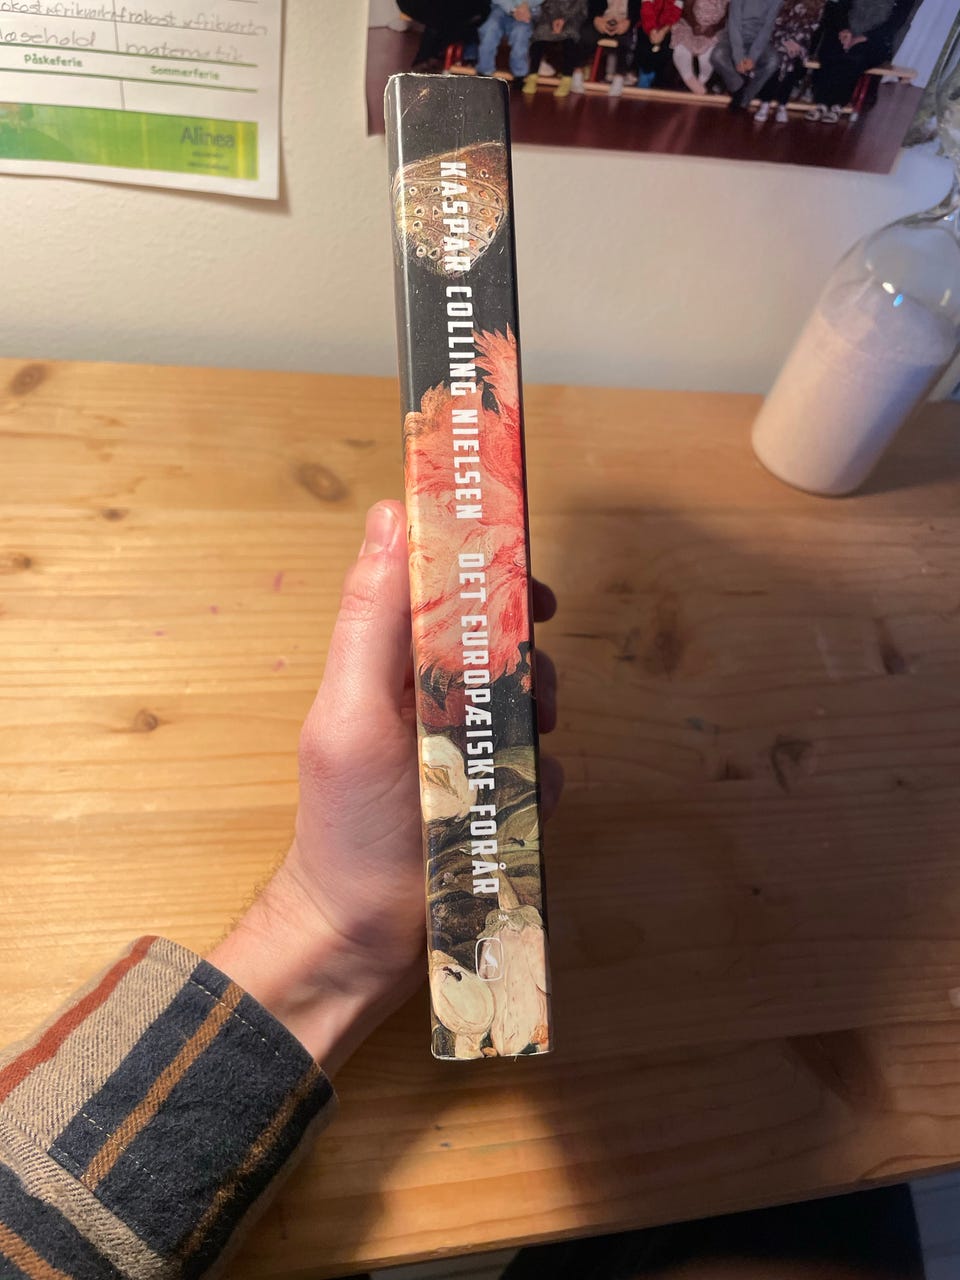 matematik
Påskeferie
Sommerferie
Alinea
KASPAR COLLING NIELSEN DET EUROPÆISKE FORÅR